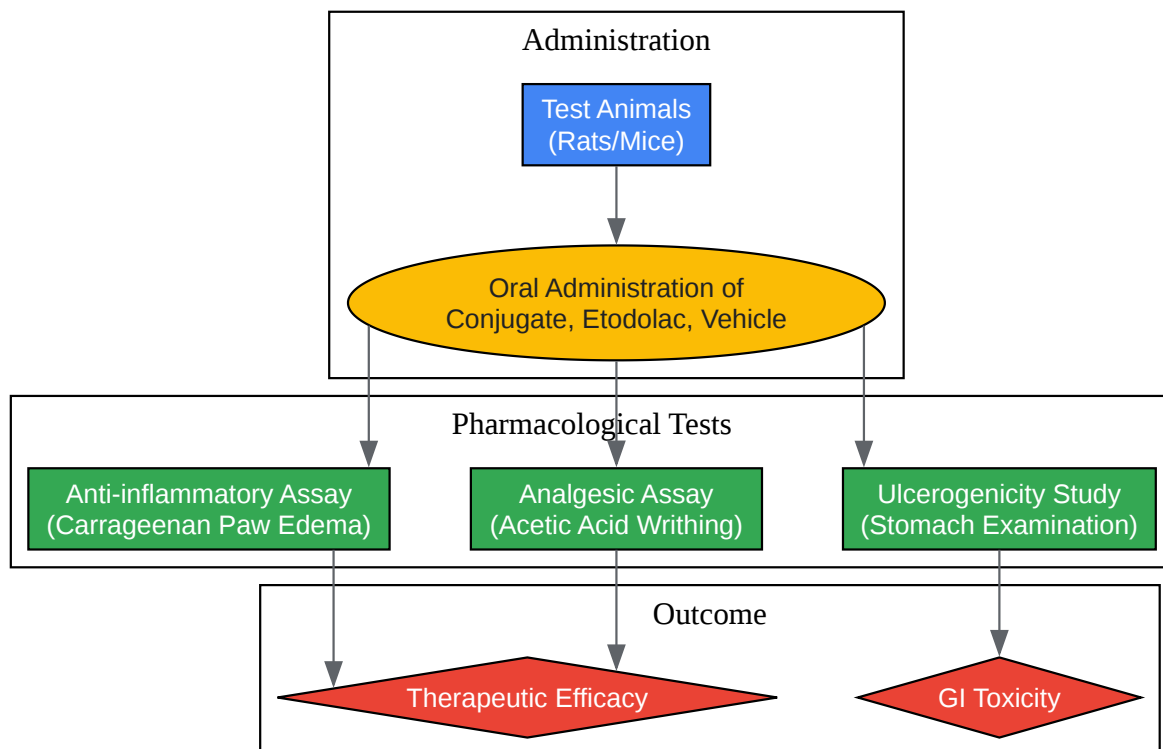 Administration
Test Animals
(Rats/Mice)
Oral Administration of
Conjugate, Etodolac, Vehicle
Pharmacological Tests
Anti-inflammatory Assay
(Carrageenan Paw Edema)
Analgesic Assay
(Acetic Acid Writhing)
Ulcerogenicity Study
(Stomach Examination)
Outcome
Therapeutic Efficacy
GI Toxicity